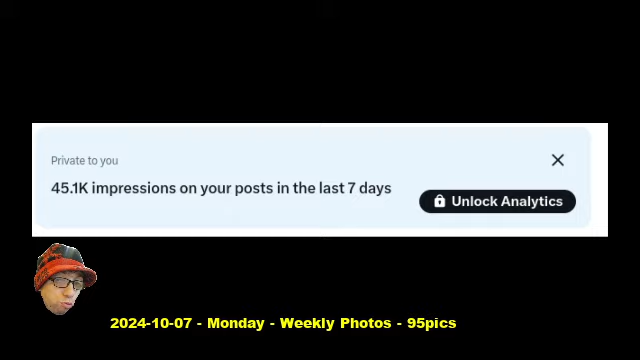 Private to you
45.1K impressions on your posts in the last 7 days
Unlock Analytics
2024-10-07 - Monday - Weekly Photos - 95pics